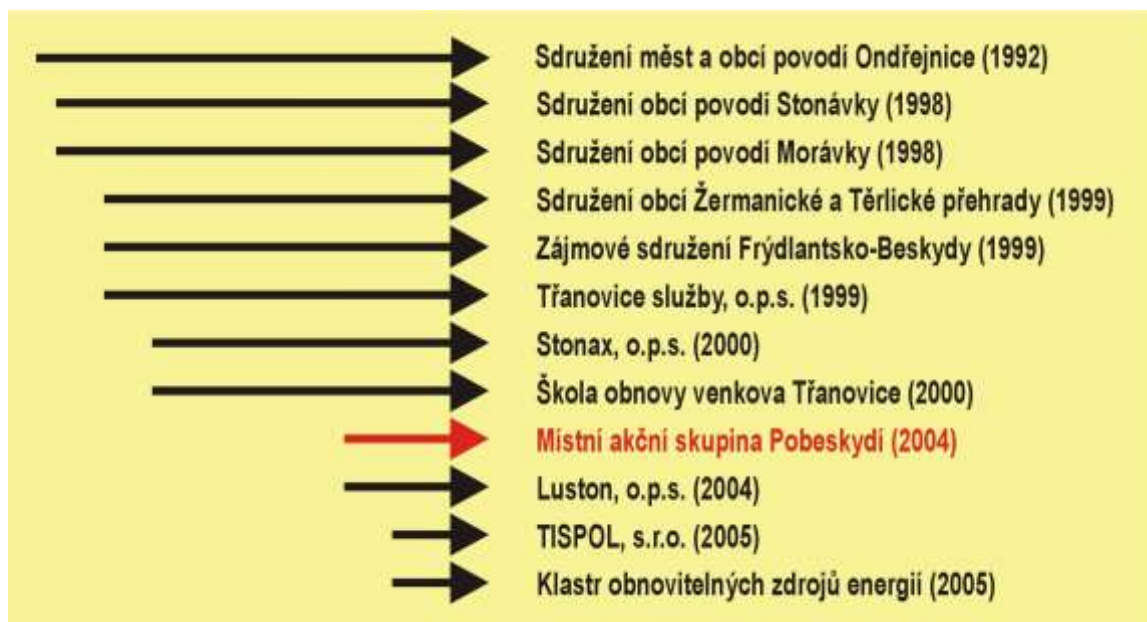 Sdružení měst a obcí povodí Ondřejnice (1992)
Sdružení obcí povodí Stonávky (1998)
Sdružení obcí povodí Morávky (1998)
Sdružení obcí Žermanické a Těrlické přehrady (1999)
Zájmové sdružení Frýdlantsko-Beskydy (1999)
Třanovice služby, o.p.s. (1999)
Stonax, o.p.s. (2000)
Škola obnovy venkova Třanovice (2000)
Místní akční skupina Pobeskydí (2004)
Luston, o.p.s. (2004)
TISPOL, s.r.o. (2005)
Klastr obnovitelných zdrojů energií (2005)